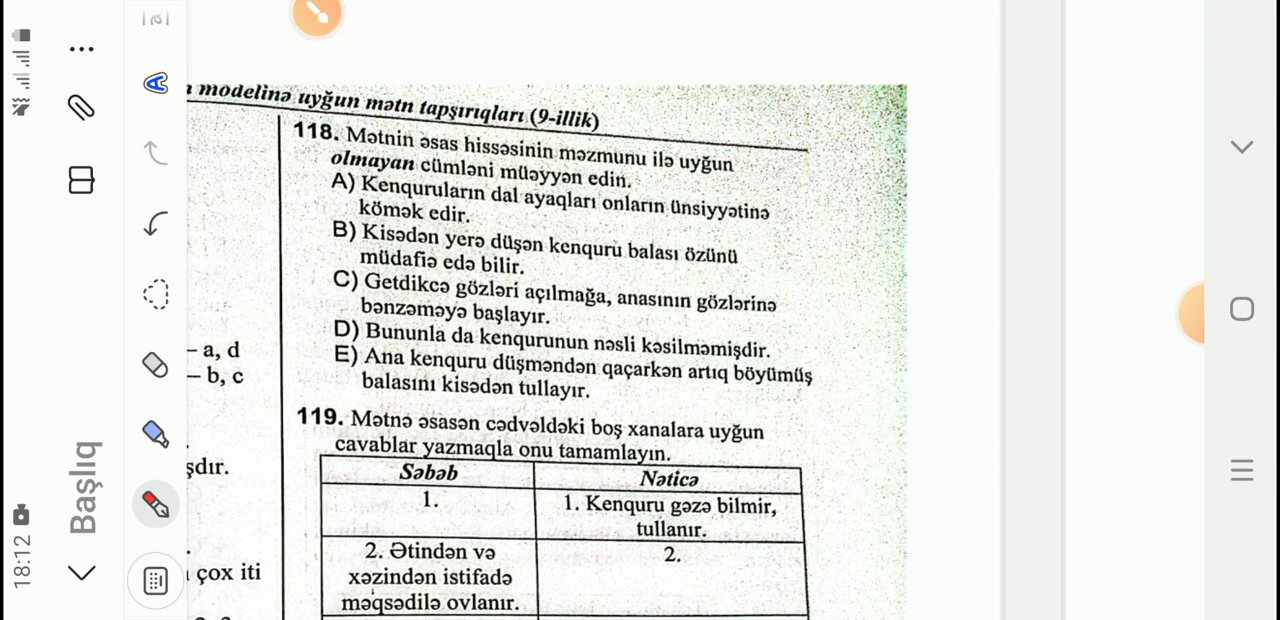 18:12
Başlıq
modelinə uyğun mətn tapşırıqları (9-illik)
– a, d
– b, c
şdır.
çox iti
118. Mətnin əsas hissəsinin məzmunu ilə uyğun
olmayan cümləni müəyyən edin.
A) Kenquruların dal ayaqları onların ünsiyyətinə
kömək edir.
B) Kisədən yerə düşən kenquru balası özünü
müdafiə edə bilir.
C) Getdikcə gözləri açılmağa, anasının gözlərinə
bənzəməyə başlayır.
D) Bununla da kenqurunun nəsli kəsilməmişdir.
E) Ana kenquru düşməndən qaçarkən artıq böyümüş
balasını kisədən tullayır.
119. Mətnə əsasən cədvəldəki boş xanalara uyğun
cavablar yazmaqla onu tamamlayın.
Səbəb
Nəticə
1.
1. Kenquru gəzə bilmir,
tullanır.
2. Ətindən və
xəzindən istifadə
məqsədilə ovlanır.
2.